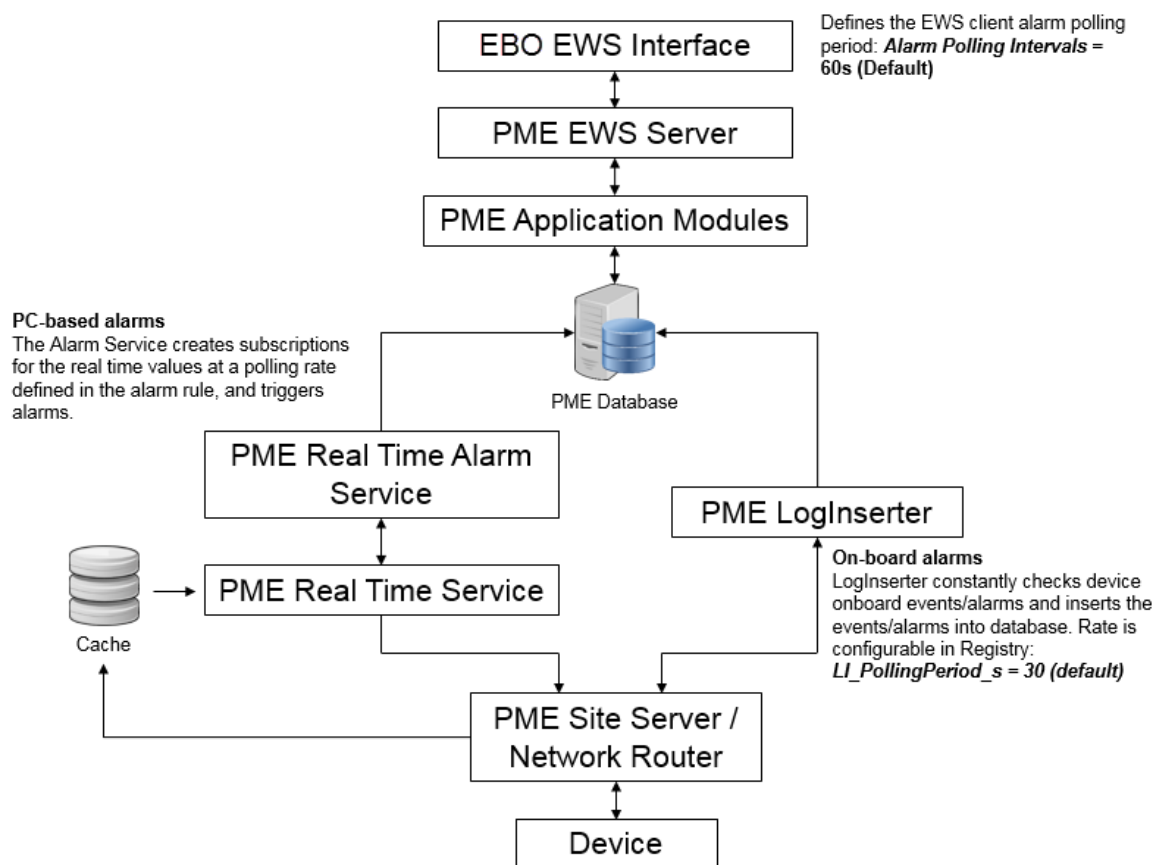 EBO EWS Interface
Defines the EWS client alarm polling
period: Alarm Polling Intervals =
60s (Default)
PME EWS Server
PME Application Modules
PC-based alarms
The Alarm Service creates subscriptions
for the real time values at a polling rate
defined in the alarm rule, and triggers
alarms.
PME Database
PME Real Time Alarm
Service
PME LogInserter
PME Real Time Service
Cache
On-board alarms
LogInserter constantly checks device
onboard events/alarms and inserts the
events/alarms into database. Rate is
configurable in Registry:
LI_PollingPeriod_s = 30 (default)
PME Site Server /
Network Router
Device